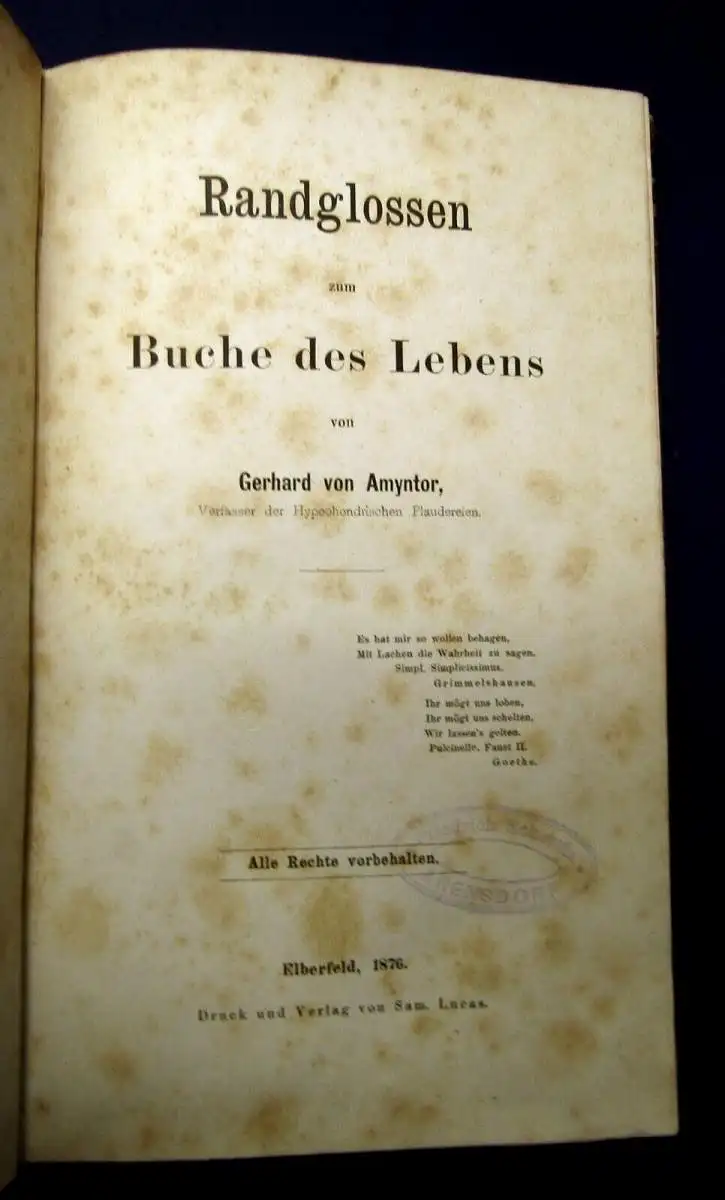 Randglossen
zum
Buche des Lebens
von
Gerhard von Amyntor,
Verfasser der Hypochondrischen Plaudereien.
Es hat mir so wollen behagen,
Mit Lachen die Wahrheit zu sagen.
Simpl. Simplicissimus.
Grimmelshausen.
Ihr mögt uns loben,
Ihr mögt uns schelten,
Wir lassen's gelten.
Pulcinelle, Faust II.
Goethe.
Alle Rechte vorbehalten.
Elberfeld, 1876.
Druck und Verlag von Sam. Lucas.